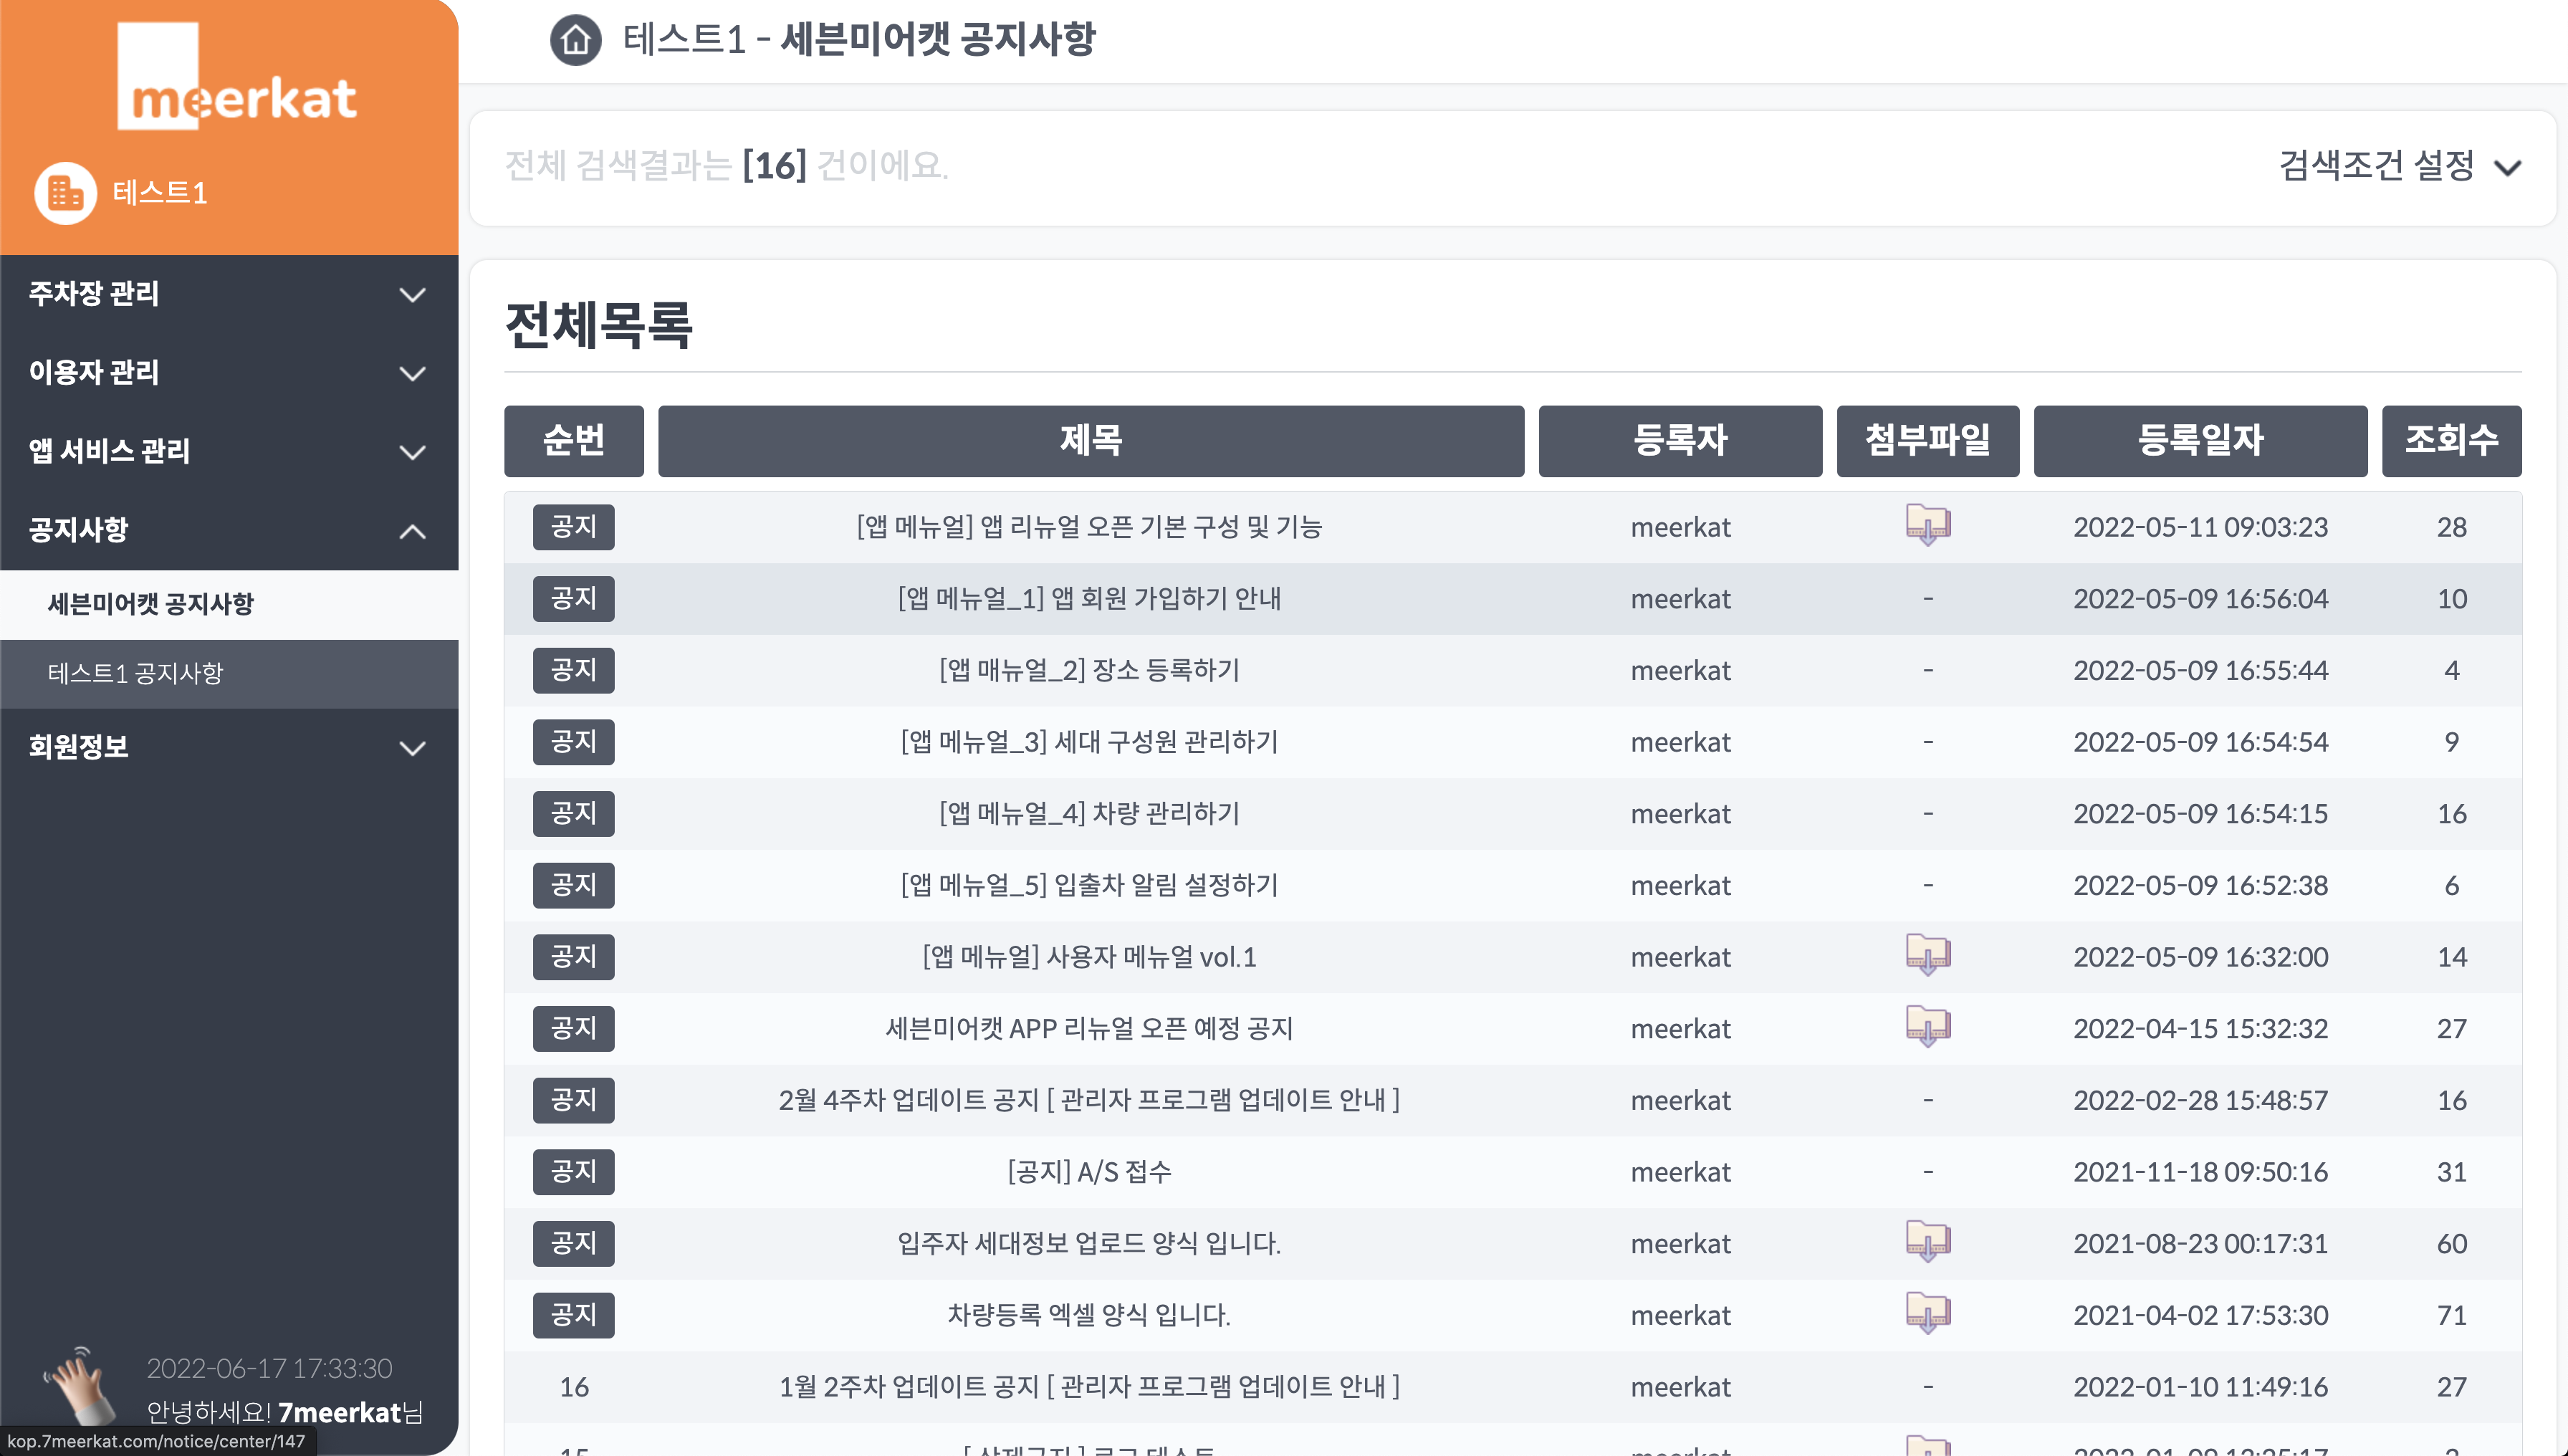 meerkat
테스트1
주차장 관리
이용자 관리
앱 서비스 관리
공지사항
세븐미어캣 공지사항
테스트1 공지사항
회원정보
2022-06-17 17:33:30
안녕하세요! 7meerkat님
kop.7meerkat.com/notice/center/147
테스트1 - 세븐미어캣 공지사항
전체 검색결과는 [16] 건이에요.
검색조건 설정
전체목록
순번 제목 등록자 첨부파일 등록일자 조회수
공지 [앱 메뉴얼] 앱 리뉴얼 오픈 기본 구성 및 기능 meerkat 2022-05-11 09:03:23 28
공지 [앱 메뉴얼_1] 앱 회원 가입하기 안내 meerkat - 2022-05-09 16:56:04 10
공지 [앱 매뉴얼_2] 장소 등록하기 meerkat - 2022-05-09 16:55:44 4
공지 [앱 메뉴얼_3] 세대 구성원 관리하기 meerkat - 2022-05-09 16:54:54 9
공지 [앱 메뉴얼_4] 차량 관리하기 meerkat - 2022-05-09 16:54:15 16
공지 [앱 메뉴얼_5] 입출차 알림 설정하기 meerkat - 2022-05-09 16:52:38 6
공지 [앱 메뉴얼] 사용자 메뉴얼 vol.1 meerkat 2022-05-09 16:32:00 14
공지 세븐미어캣 APP 리뉴얼 오픈 예정 공지 meerkat 2022-04-15 15:32:32 27
공지 2월 4주차 업데이트 공지 [ 관리자 프로그램 업데이트 안내 ] meerkat - 2022-02-28 15:48:57 16
공지 [공지] A/S 접수 meerkat - 2021-11-18 09:50:16 31
공지 입주자 세대정보 업로드 양식 입니다. meerkat 2021-08-23 00:17:31 60
공지 차량등록 엑셀 양식 입니다. meerkat 2021-04-02 17:53:30 71
16 1월 2주차 업데이트 공지 [ 관리자 프로그램 업데이트 안내 ] meerkat - 2022-01-10 11:49:16 27
15 meerkat